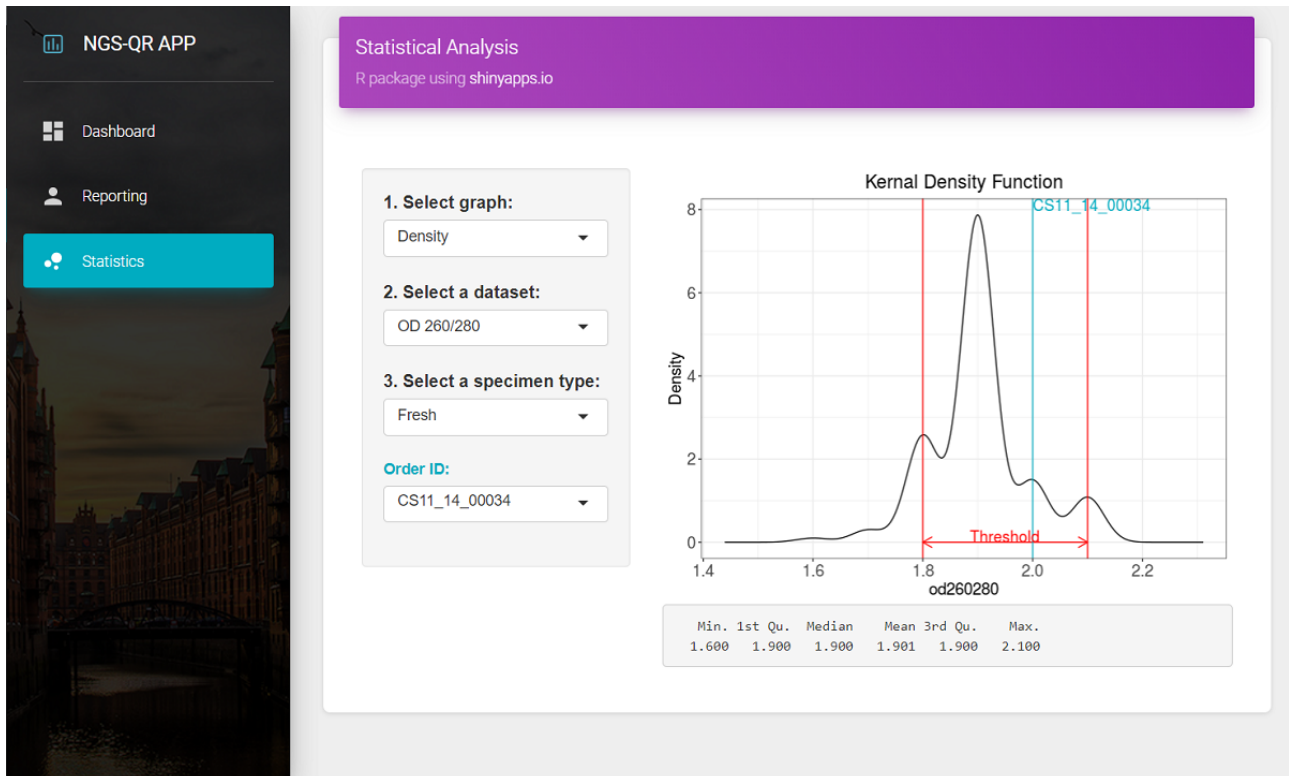 NGS-QR APP
Dashboard
Reporting
Statistics
Statistical Analysis
R package using shinyapps.io
1. Select graph:
Density
2. Select a dataset:
OD 260/280
3. Select a specimen type:
Fresh
Order ID:
CS11_14_00034
Kernal Density Function
CS11_14_00034
8
6
4
2
0
Density
Threshold
1.4 1.6 1.8 2.0 2.2
od260280
Min. 1st Qu. Median Mean 3rd Qu. Max.
1.600 1.900 1.900 1.901 1.900 2.100